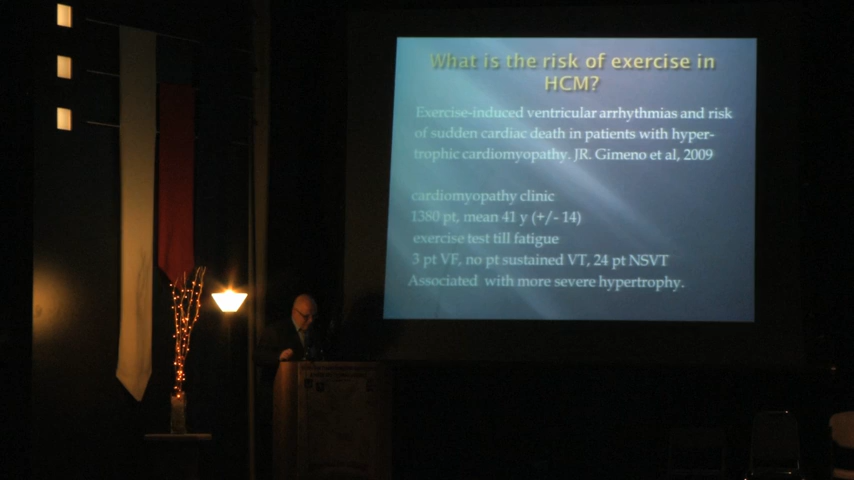 What is the risk of exercise in
HCM?
Exercise-induced ventricular arrhythmias and risk
of sudden cardiac death in patients with hyper-
trophic cardiomyopathy. JR. Gimeno et al, 2009
cardiomyopathy clinic
1380 pt, mean 41 y (+/- 14)
exercise test till fatigue
3 pt VF, no pt sustained VT, 24 pt NSVT
Associated with more severe hypertrophy.